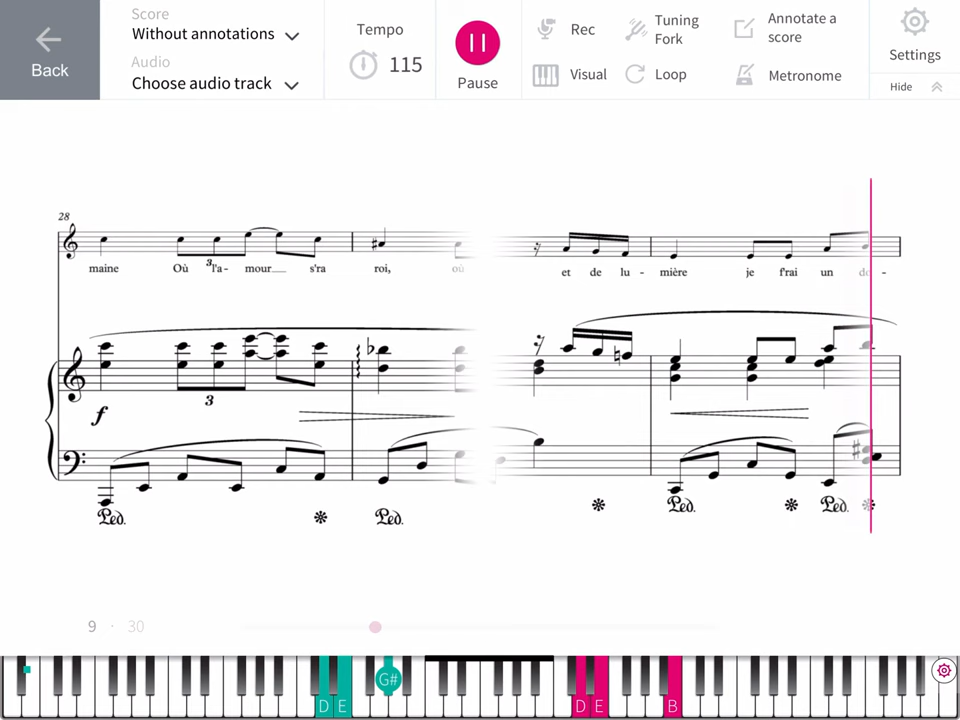 Back
Score
Without annotations
Audio
Choose audio track
Tempo
115
Pause
Rec
Visual
Tuning
Fork
Loop
Annotate a
score
Metronome
Settings
Hide
28
maine Où l'a- mour s'ra roi, où et de lu - mière je f'rai un do -
3
f
3
Ped. Ped. Ped. Ped.
9 · 30
D E G# D E B